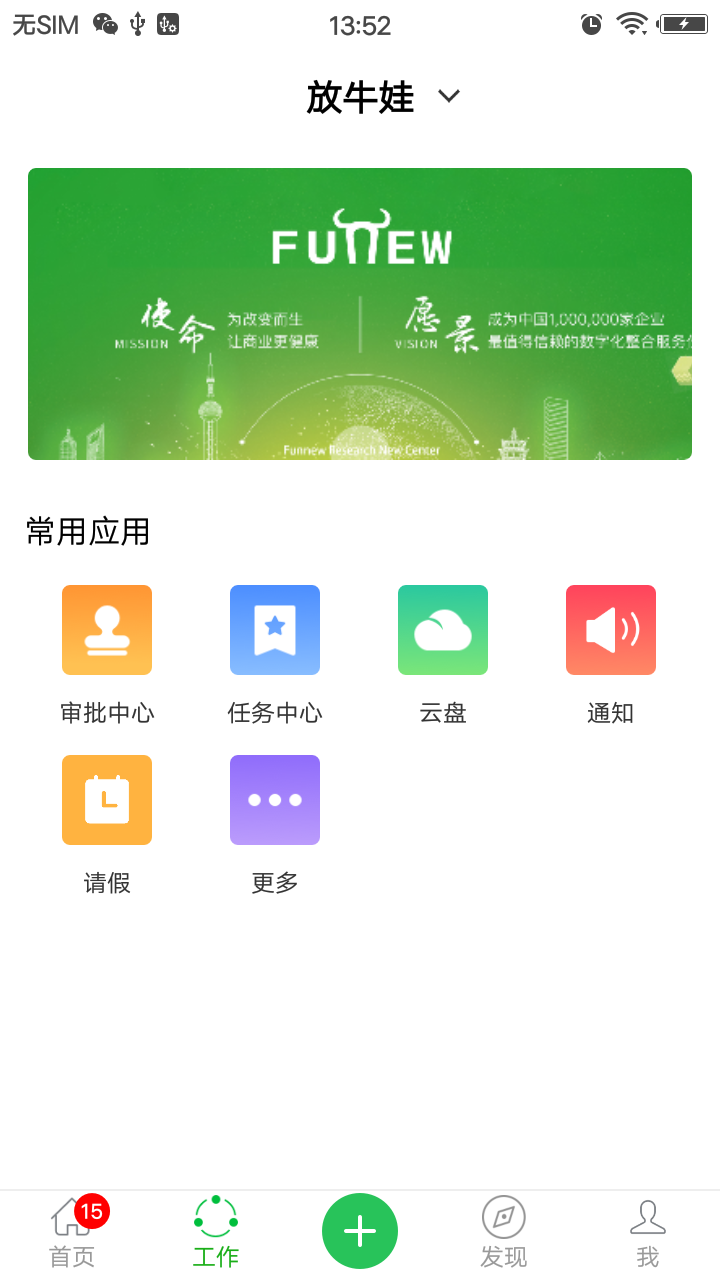 无SIM 13:52
放牛娃
FUNEW
使命 为改变而生
MISSION 让商业更健康
愿景 成为中国1,000,000家企业
VISION 最值得信赖的数字化整合服务
Funnew Research New Center
常用应用
审批中心 任务中心 云盘 通知
请假 更多
15
首页 工作 发现 我